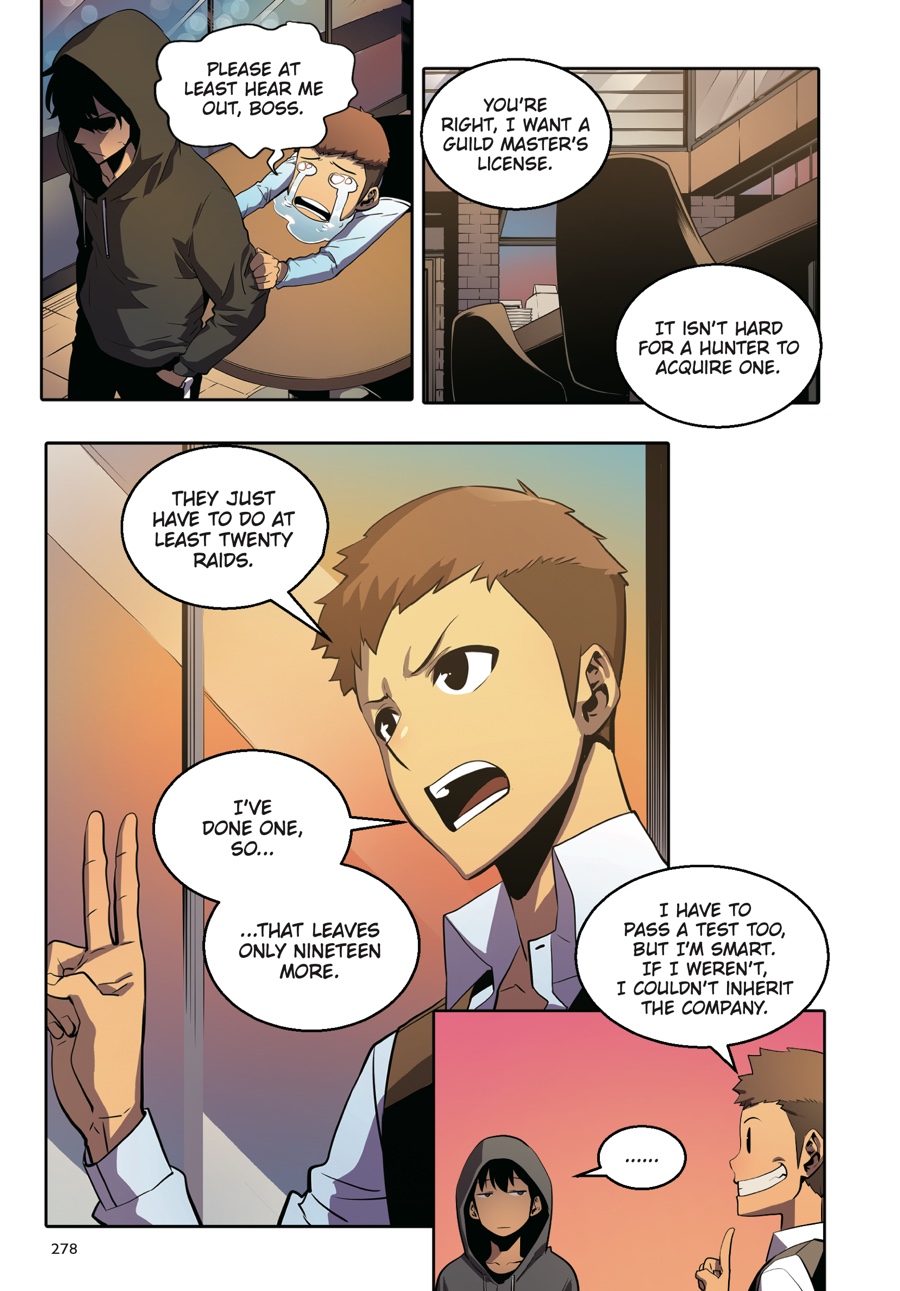 PLEASE AT
LEAST HEAR ME
OUT, BOSS.
YOU'RE
RIGHT, I WANT A
GUILD MASTER'S
LICENSE.
IT ISN'T HARD
FOR A HUNTER TO
ACQUIRE ONE.
THEY JUST
HAVE TO DO AT
LEAST TWENTY
RAIDS.
I'VE
DONE ONE,
SO...
...THAT LEAVES
ONLY NINETEEN
MORE.
I HAVE TO
PASS A TEST TOO,
BUT I'M SMART.
IF I WEREN'T,
I COULDN'T INHERIT
THE COMPANY.
......
278